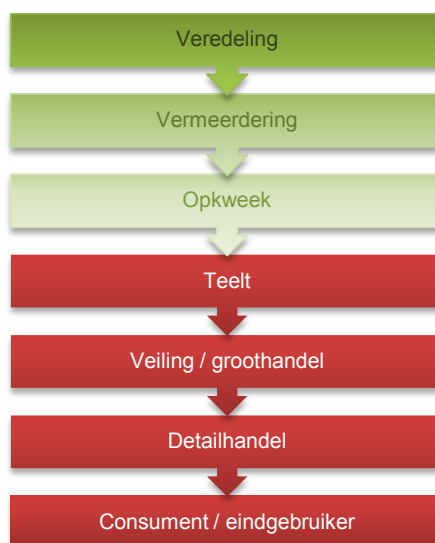 Veredeling
Vermeerdering
Opkweek
Teelt
Veiling / groothandel
Detailhandel
Consument / eindgebruiker